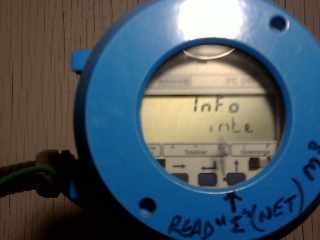 Info
inte
READ "Σ" (NET) m³